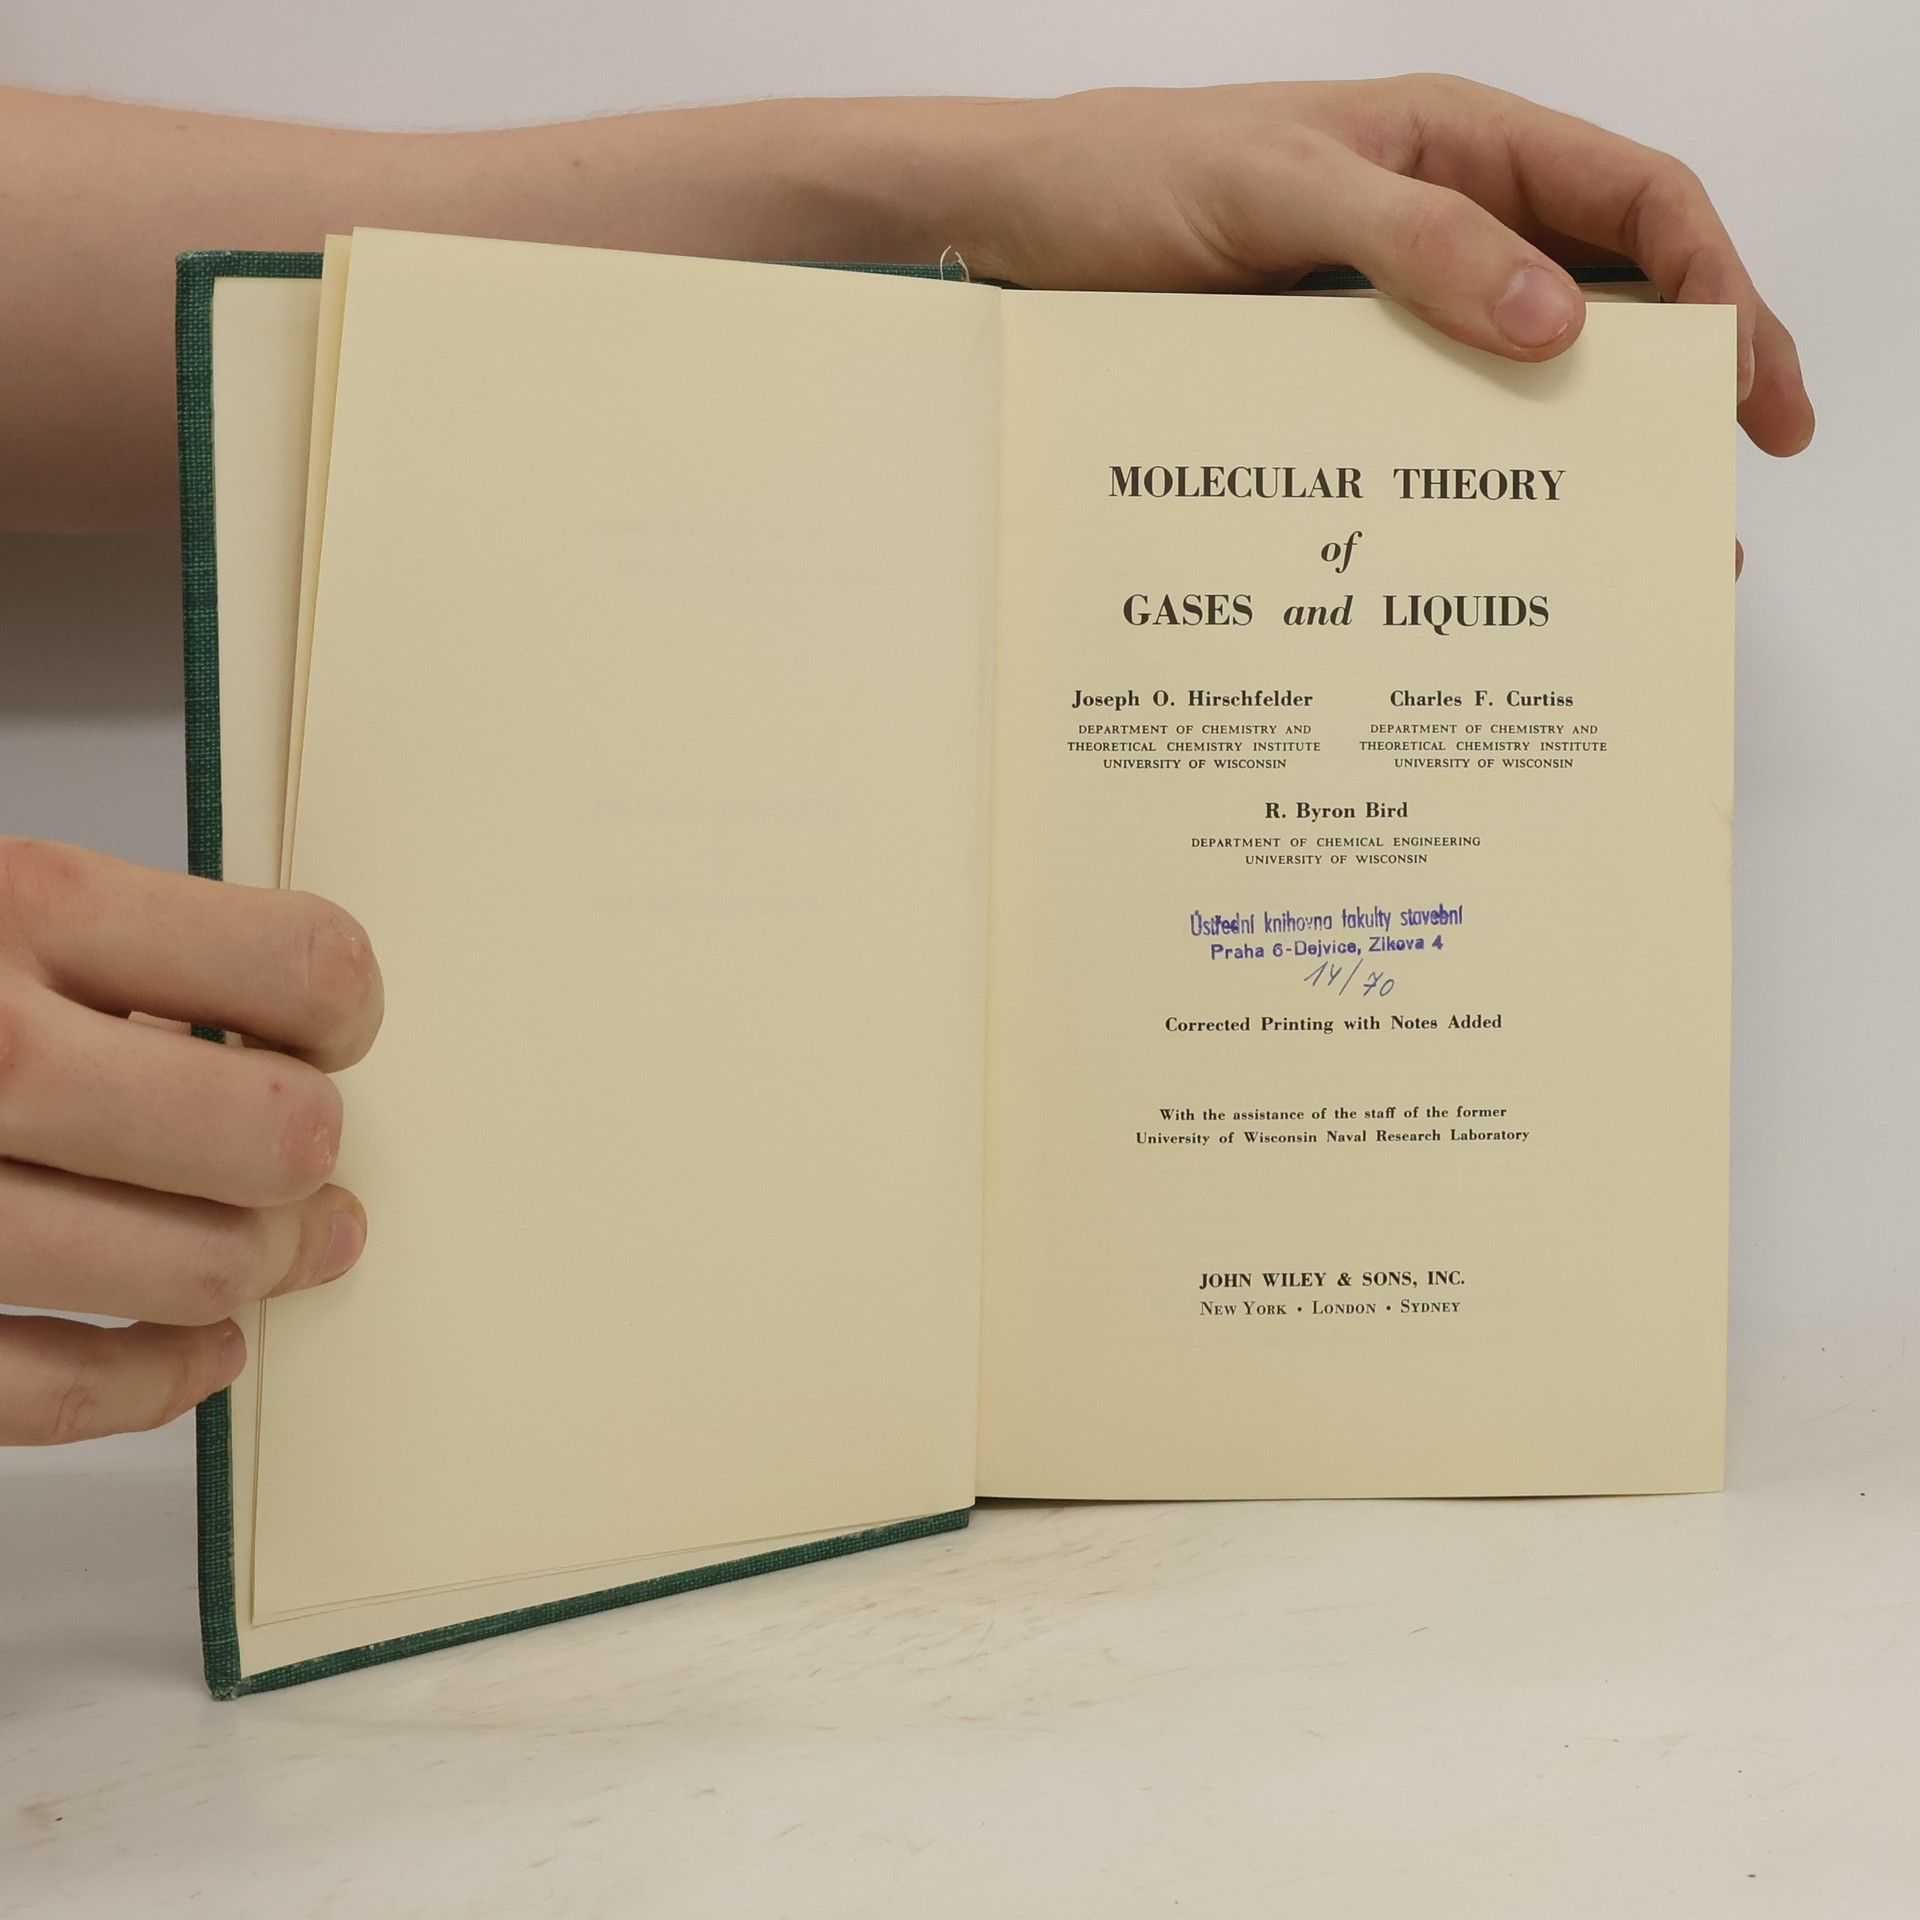 MOLECULAR THEORY
of
GASES and LIQUIDS
Joseph O. Hirschfelder
DEPARTMENT OF CHEMISTRY AND
THEORETICAL CHEMISTRY INSTITUTE
UNIVERSITY OF WISCONSIN
Charles F. Curtiss
DEPARTMENT OF CHEMISTRY AND
THEORETICAL CHEMISTRY INSTITUTE
UNIVERSITY OF WISCONSIN
R. Byron Bird
DEPARTMENT OF CHEMICAL ENGINEERING
UNIVERSITY OF WISCONSIN
Ústřední knihovna fakulty stavební
Praha 6-Dejvice, Zikova 4
14/70
Corrected Printing with Notes Added
With the assistance of the staff of the former
University of Wisconsin Naval Research Laboratory
JOHN WILEY & SONS, INC.
NEW YORK • LONDON • SYDNEY